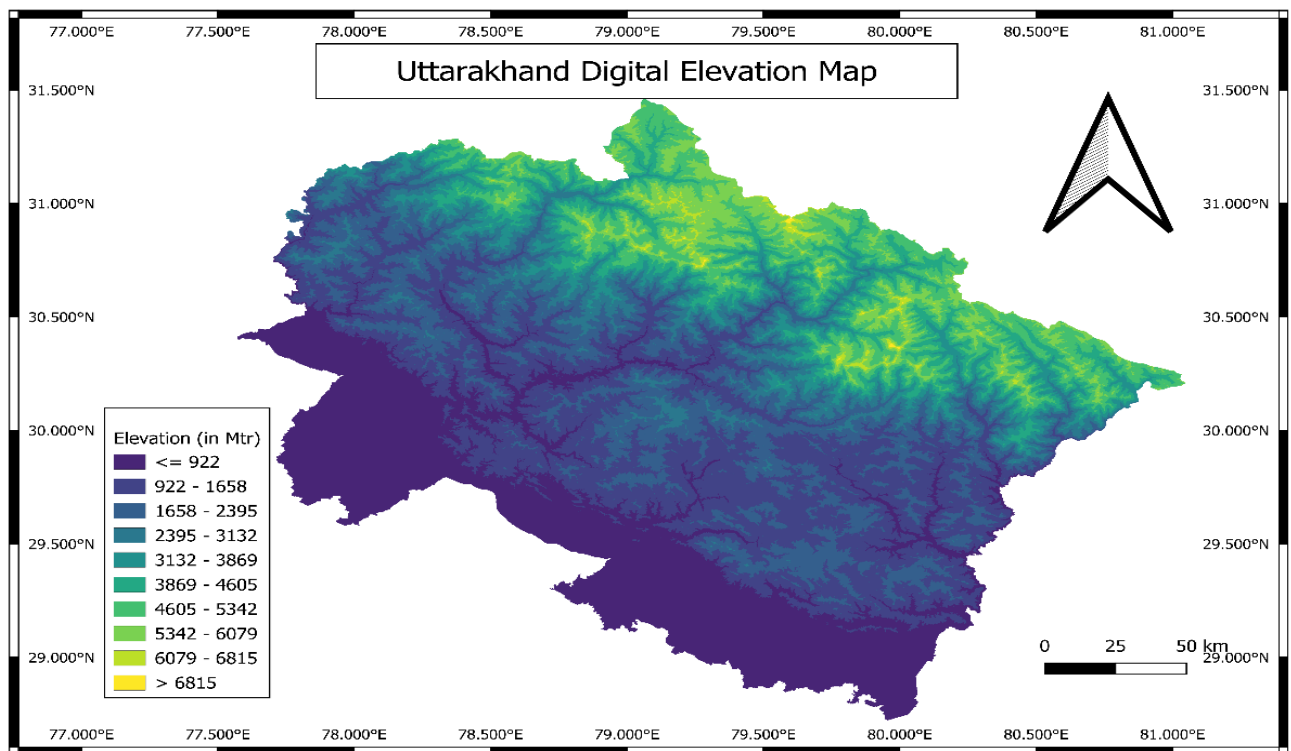 77.000°E 77.500°E 78.000°E 78.500°E 79.000°E 79.500°E 80.000°E 80.500°E 81.000°E
Uttarakhand Digital Elevation Map
31.500°N 31.500°N
31.000°N 31.000°N
30.500°N 30.500°N
30.000°N 30.000°N
Elevation (in Mtr)
<= 922
922 - 1658
1658 - 2395
2395 - 3132
3132 - 3869
3869 - 4605
4605 - 5342
5342 - 6079
6079 - 6815
> 6815
29.500°N 29.500°N
0 25 50 km
29.000°N 29.000°N
77.000°E 77.500°E 78.000°E 78.500°E 79.000°E 79.500°E 80.000°E 80.500°E 81.000°E